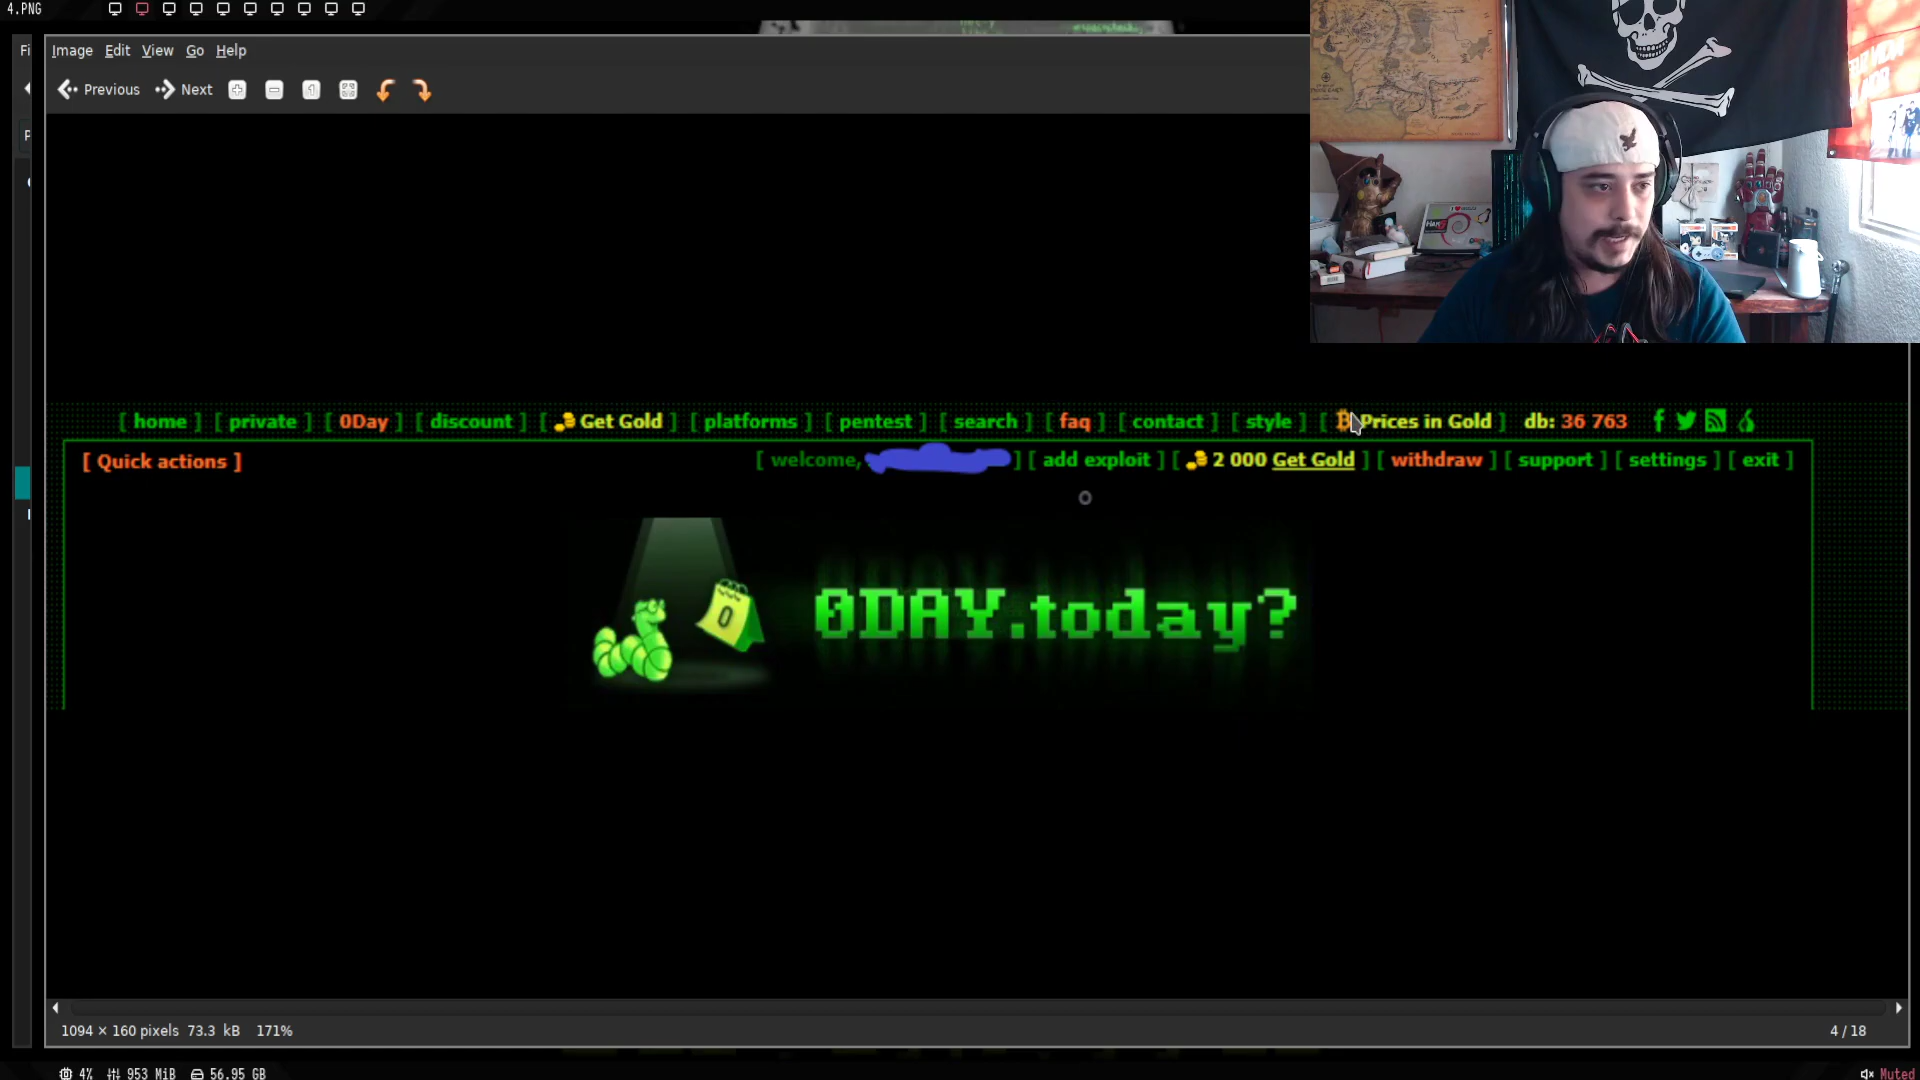 4.PNG
Fi
Image Edit View Go Help
Previous Next
[ home ] [ private ] [ 0Day ] [ discount ] [ Get Gold ] [ platforms ] [ pentest ] [ search ] [ faq ] [ contact ] [ style ] [ Prices in Gold ] db: 36 763
[ Quick actions ] [ welcome, ] [ add exploit ] [ 2 000 Get Gold ] [ withdraw ] [ support ] [ settings ] [ exit ]
0
0DAY.today?
1094 × 160 pixels 73.3 kB 171% 4 / 18
4% 953 MiB 56.95 GB Muted